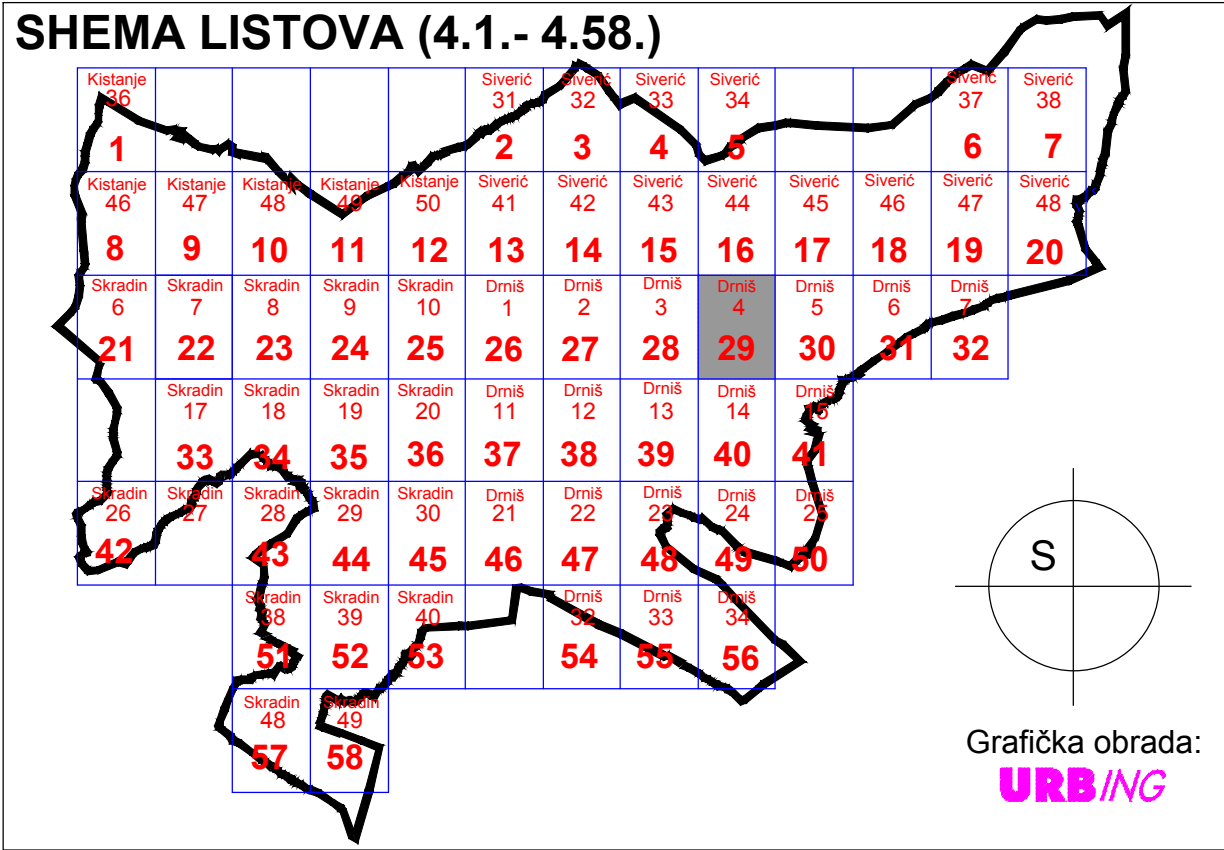 SHEMA LISTOVA (4.1.- 4.58.)
Kistanje Siverić Siverić Siverić Siverić Siverić Siverić
36 31 32 33 34 37 38
1 2 3 4 5 6 7
Kistanje Kistanje Kistanje Kistanje Kistanje Siverić Siverić Siverić Siverić Siverić Siverić Siverić Siverić
46 47 48 49 50 41 42 43 44 45 46 47 48
8 9 10 11 12 13 14 15 16 17 18 19 20
Skradin Skradin Skradin Skradin Skradin Drniš Drniš Drniš Drniš Drniš Drniš Drniš
6 7 8 9 10 1 2 3 4 5 6 7
21 22 23 24 25 26 27 28 29 30 31 32
Skradin Skradin Skradin Skradin Drniš Drniš Drniš Drniš Drniš
17 18 19 20 11 12 13 14 15
33 34 35 36 37 38 39 40 41
Skradin Skradin Skradin Skradin Skradin Drniš Drniš Drniš Drniš Drniš
26 27 28 29 30 21 22 23 24 25
42 43 44 45 46 47 48 49 50
Skradin Skradin Skradin Drniš Drniš Drniš
38 39 40 32 33 34
51 52 53 54 55 56
Skradin Skradin
48 49
57 58
S
Grafička obrada:
URBING